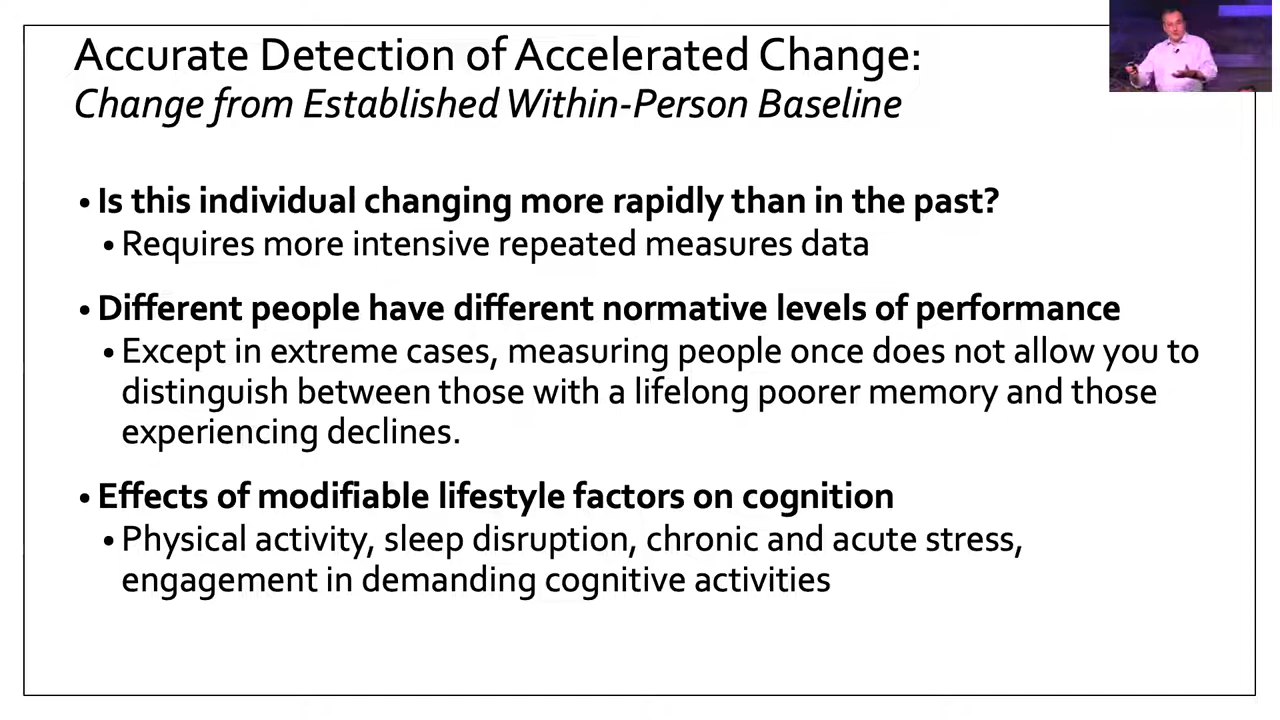 Accurate Detection of Accelerated Change:
Change from Established Within-Person Baseline
• Is this individual changing more rapidly than in the past?
• Requires more intensive repeated measures data
• Different people have different normative levels of performance
• Except in extreme cases, measuring people once does not allow you to
distinguish between those with a lifelong poorer memory and those
experiencing declines.
• Effects of modifiable lifestyle factors on cognition
• Physical activity, sleep disruption, chronic and acute stress,
engagement in demanding cognitive activities